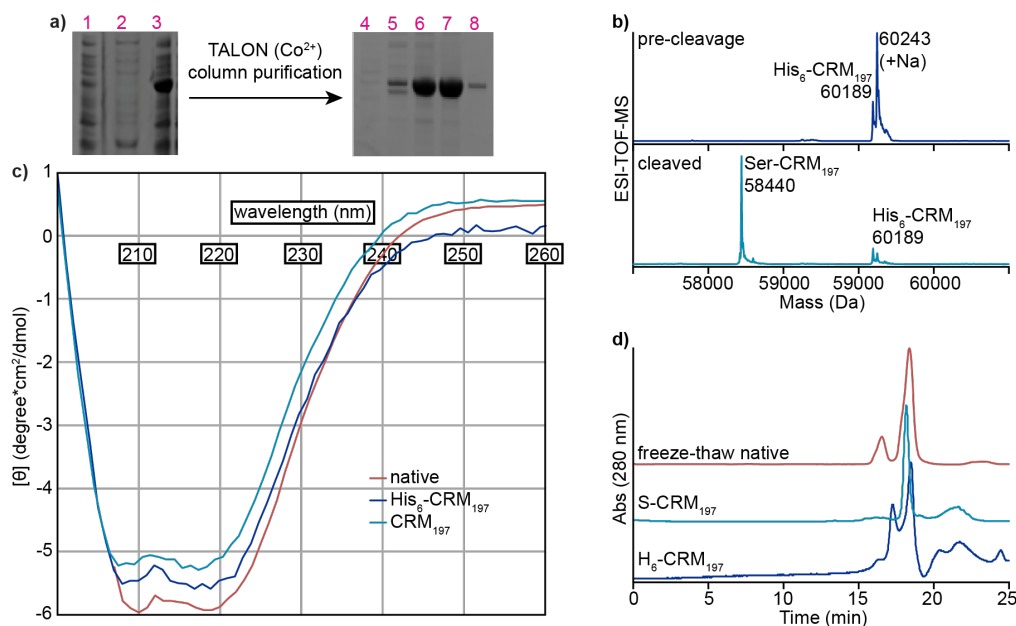 a)
1 2 3
TALON (Co²⁺)
column purification
4 5 6 7 8
b)
pre-cleavage
60243
(+Na)
His₆-CRM₁₉₇
60189
cleaved
Ser-CRM₁₉₇
58440
His₆-CRM₁₉₇
60189
ESI-TOF-MS
58000 59000 59000 60000
Mass (Da)
c)
1
0
-1
-2
-3
-4
-5
-6
[θ] (degree*cm²/dmol)
wavelength (nm)
210 220 230 240 250 260
native
His₆-CRM₁₉₇
CRM₁₉₇
d)
freeze-thaw native
S-CRM₁₉₇
H₆-CRM₁₉₇
Abs (280 nm)
0 5 10 15 20 25
Time (min)